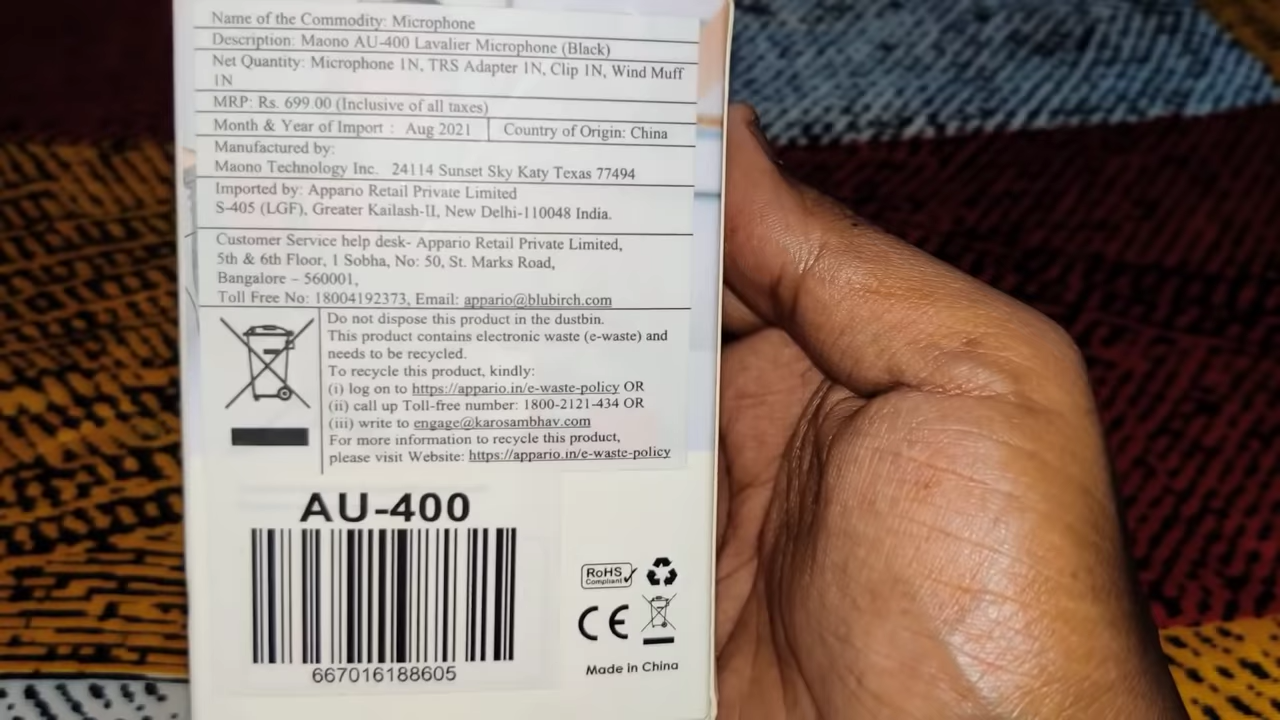 Name of the Commodity: Microphone
Description: Maono AU-400 Lavalier Microphone (Black)
Net Quantity: Microphone 1N, TRS Adapter 1N, Clip 1N, Wind Muff
1N
MRP: Rs. 699.00 (Inclusive of all taxes)
Month & Year of Import : Aug 2021 Country of Origin: China
Manufactured by:
Maono Technology Inc. 24114 Sunset Sky Katy Texas 77494
Imported by: Appario Retail Private Limited
S-405 (LGF), Greater Kailash-II, New Delhi-110048 India.
Customer Service help desk- Appario Retail Private Limited,
5th & 6th Floor, 1 Sobha, No: 50, St. Marks Road,
Bangalore – 560001,
Toll Free No: 18004192373, Email: appario@blubirch.com
Do not dispose this product in the dustbin.
This product contains electronic waste (e-waste) and
needs to be recycled.
To recycle this product, kindly:
(i) log on to https://appario.in/e-waste-policy OR
(ii) call up Toll-free number: 1800-2121-434 OR
(iii) write to engage@karosambhav.com
For more information to recycle this product,
please visit Website: https://appario.in/e-waste-policy
AU-400
667016188605
RoHS
Compliant
CE
Made in China